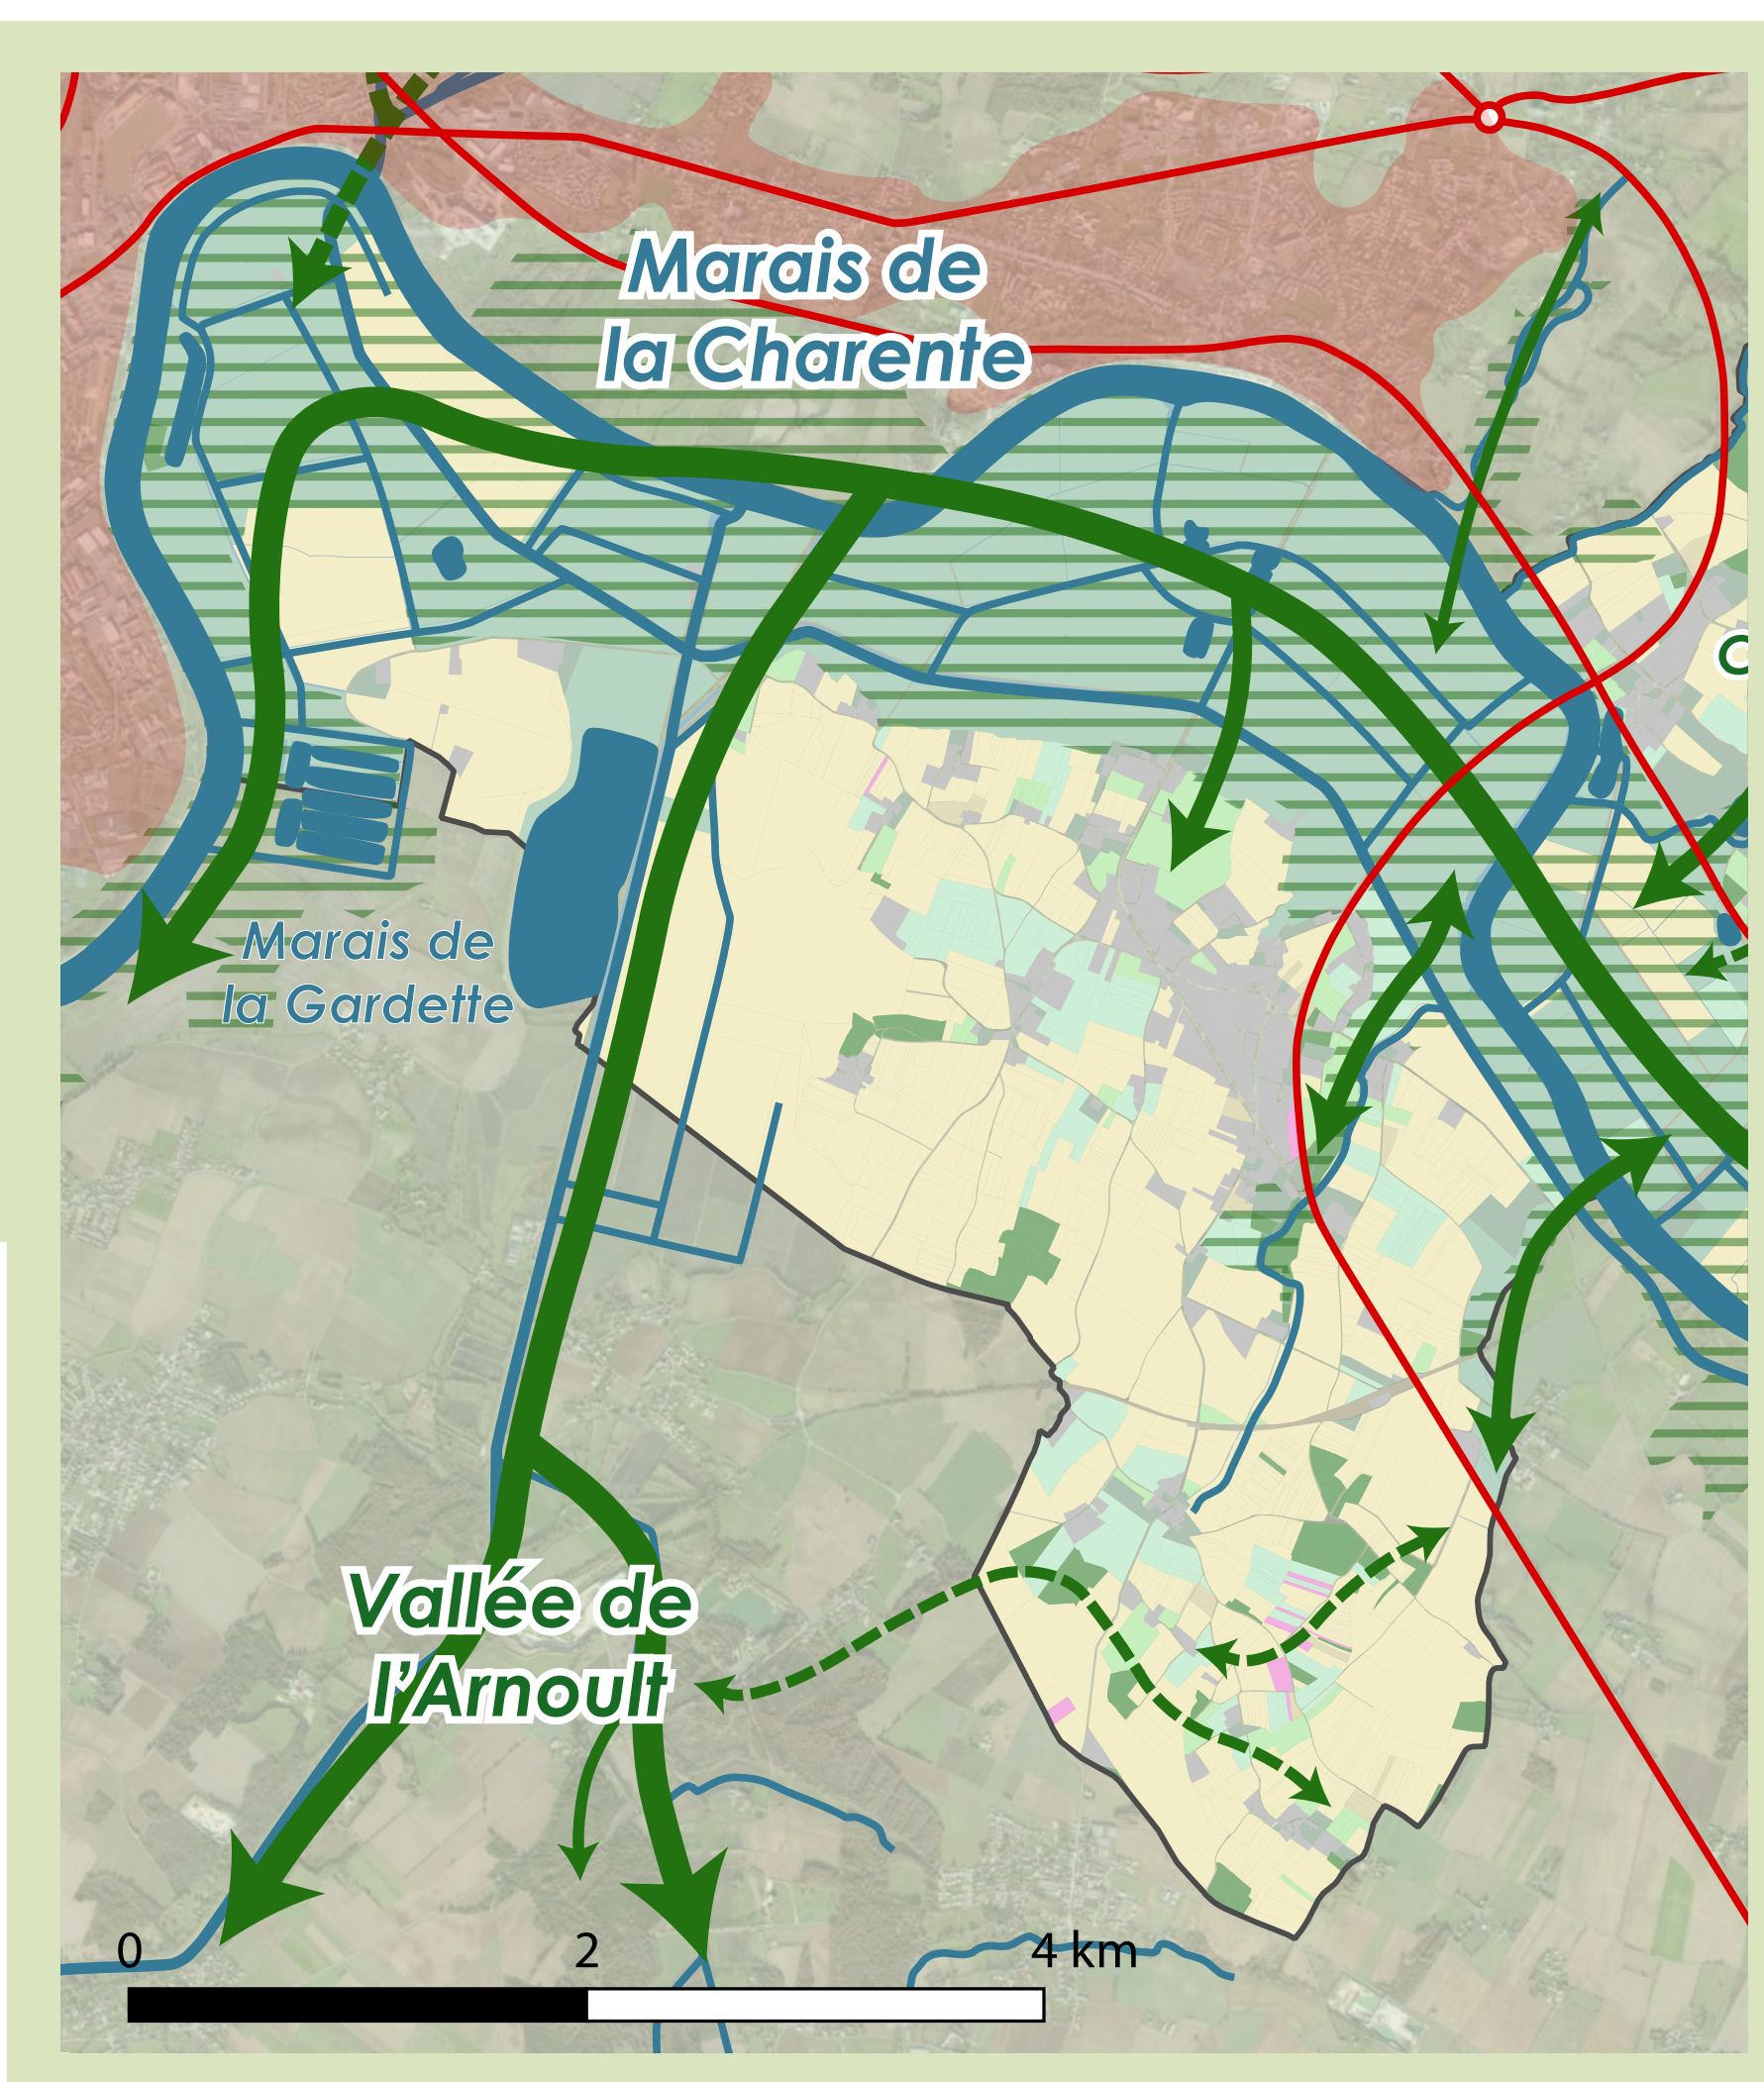 Marais de
la Charente
Marais de
la Gardette
Vallée de
l'Arnoult
0 2 4 km